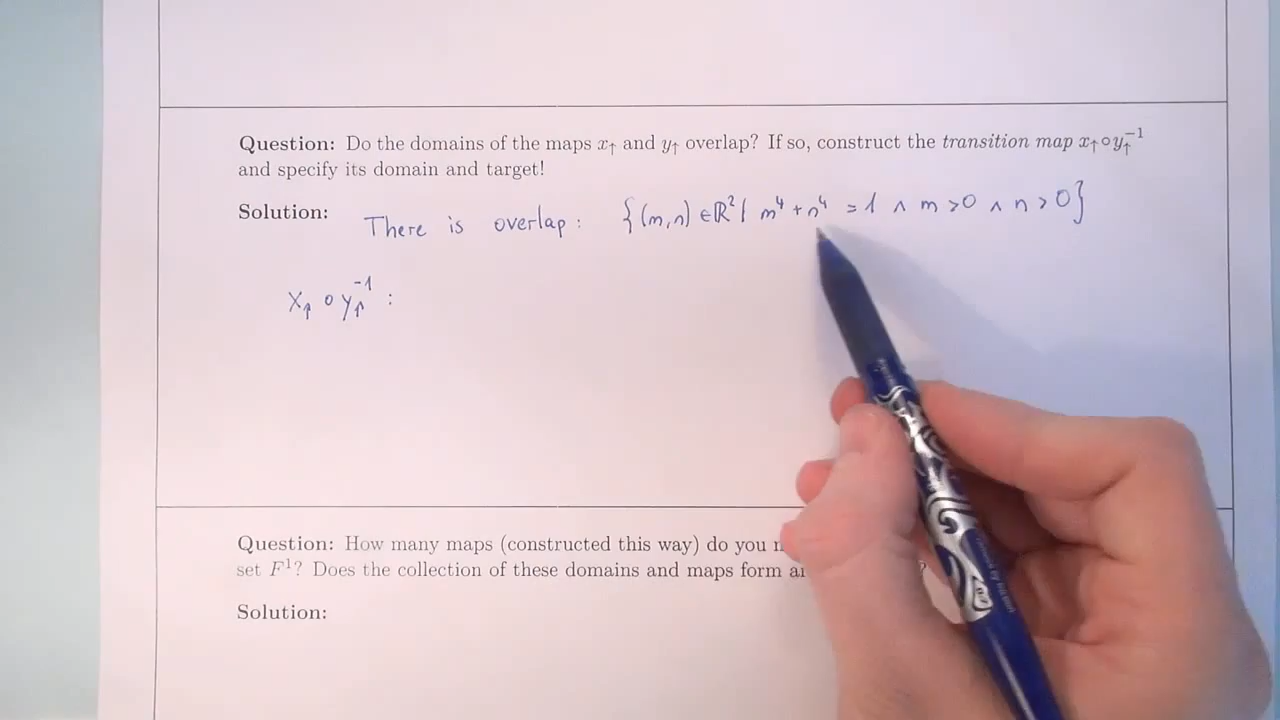 Question: Do the domains of the maps x↑ and y↑ overlap? If so, construct the transition map x↑∘y↑⁻¹
and specify its domain and target!
Solution: There is overlap: {(m,n) ∈ ℝ² | m⁴ + n⁴ = 1 ∧ m > 0 ∧ n > 0}
x↑ ∘ y↑⁻¹ :
Question: How many maps (constructed this way) do you
set F¹? Does the collection of these domains and maps form ?
Solution: